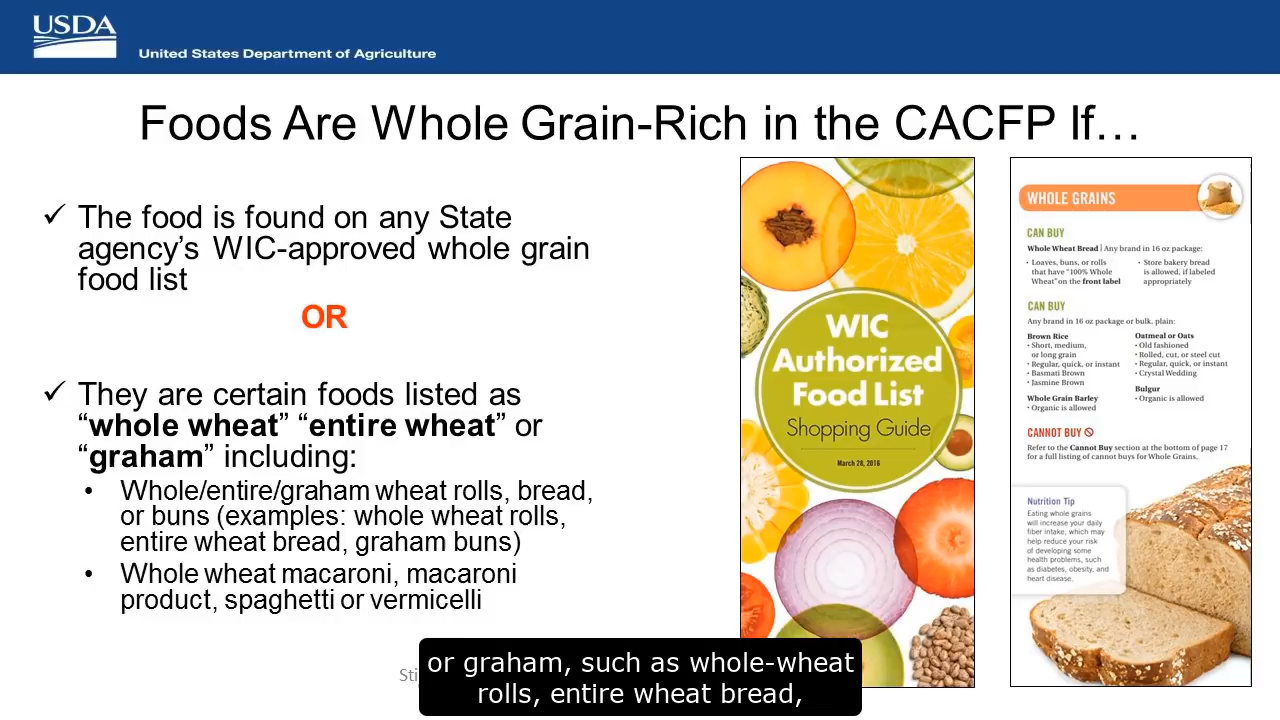 USDA
United States Department of Agriculture
Foods Are Whole Grain-Rich in the CACFP If…
✓ The food is found on any State
agency’s WIC-approved whole grain
food list
OR
✓ They are certain foods listed as
“whole wheat” “entire wheat” or
“graham” including:
• Whole/entire/graham wheat rolls, bread,
or buns (examples: whole wheat rolls,
entire wheat bread, graham buns)
• Whole wheat macaroni, macaroni
product, spaghetti or vermicelli
WIC
Authorized
Food List
Shopping Guide
March 28, 2016
WHOLE GRAINS
CAN BUY
Whole Wheat Bread | Any brand in 16 oz package:
• Loaves, buns, or rolls
that have “100% Whole
Wheat” on the front label
• Store bakery bread
is allowed, if labeled
appropriately
CAN BUY
Any brand in 16 oz package or bulk, plain:
Brown Rice
• Short, medium,
or long grain
• Regular, quick, or instant
• Basmati Brown
• Jasmine Brown
Whole Grain Barley
• Organic is allowed
Oatmeal or Oats
• Old fashioned
• Rolled, cut, or steel cut
• Regular, quick, or instant
• Crystal Wedding
Bulgur
• Organic is allowed
CANNOT BUY
Refer to the Cannot Buy section at the bottom of page 17
for a full listing of cannot buys for Whole Grains.
Nutrition Tip
Eating whole grains
will increase your daily
fiber intake, which may
help reduce your risk
of developing some
health problems, such
as diabetes, obesity, and
heart disease.
or graham, such as whole-wheat
rolls, entire wheat bread,